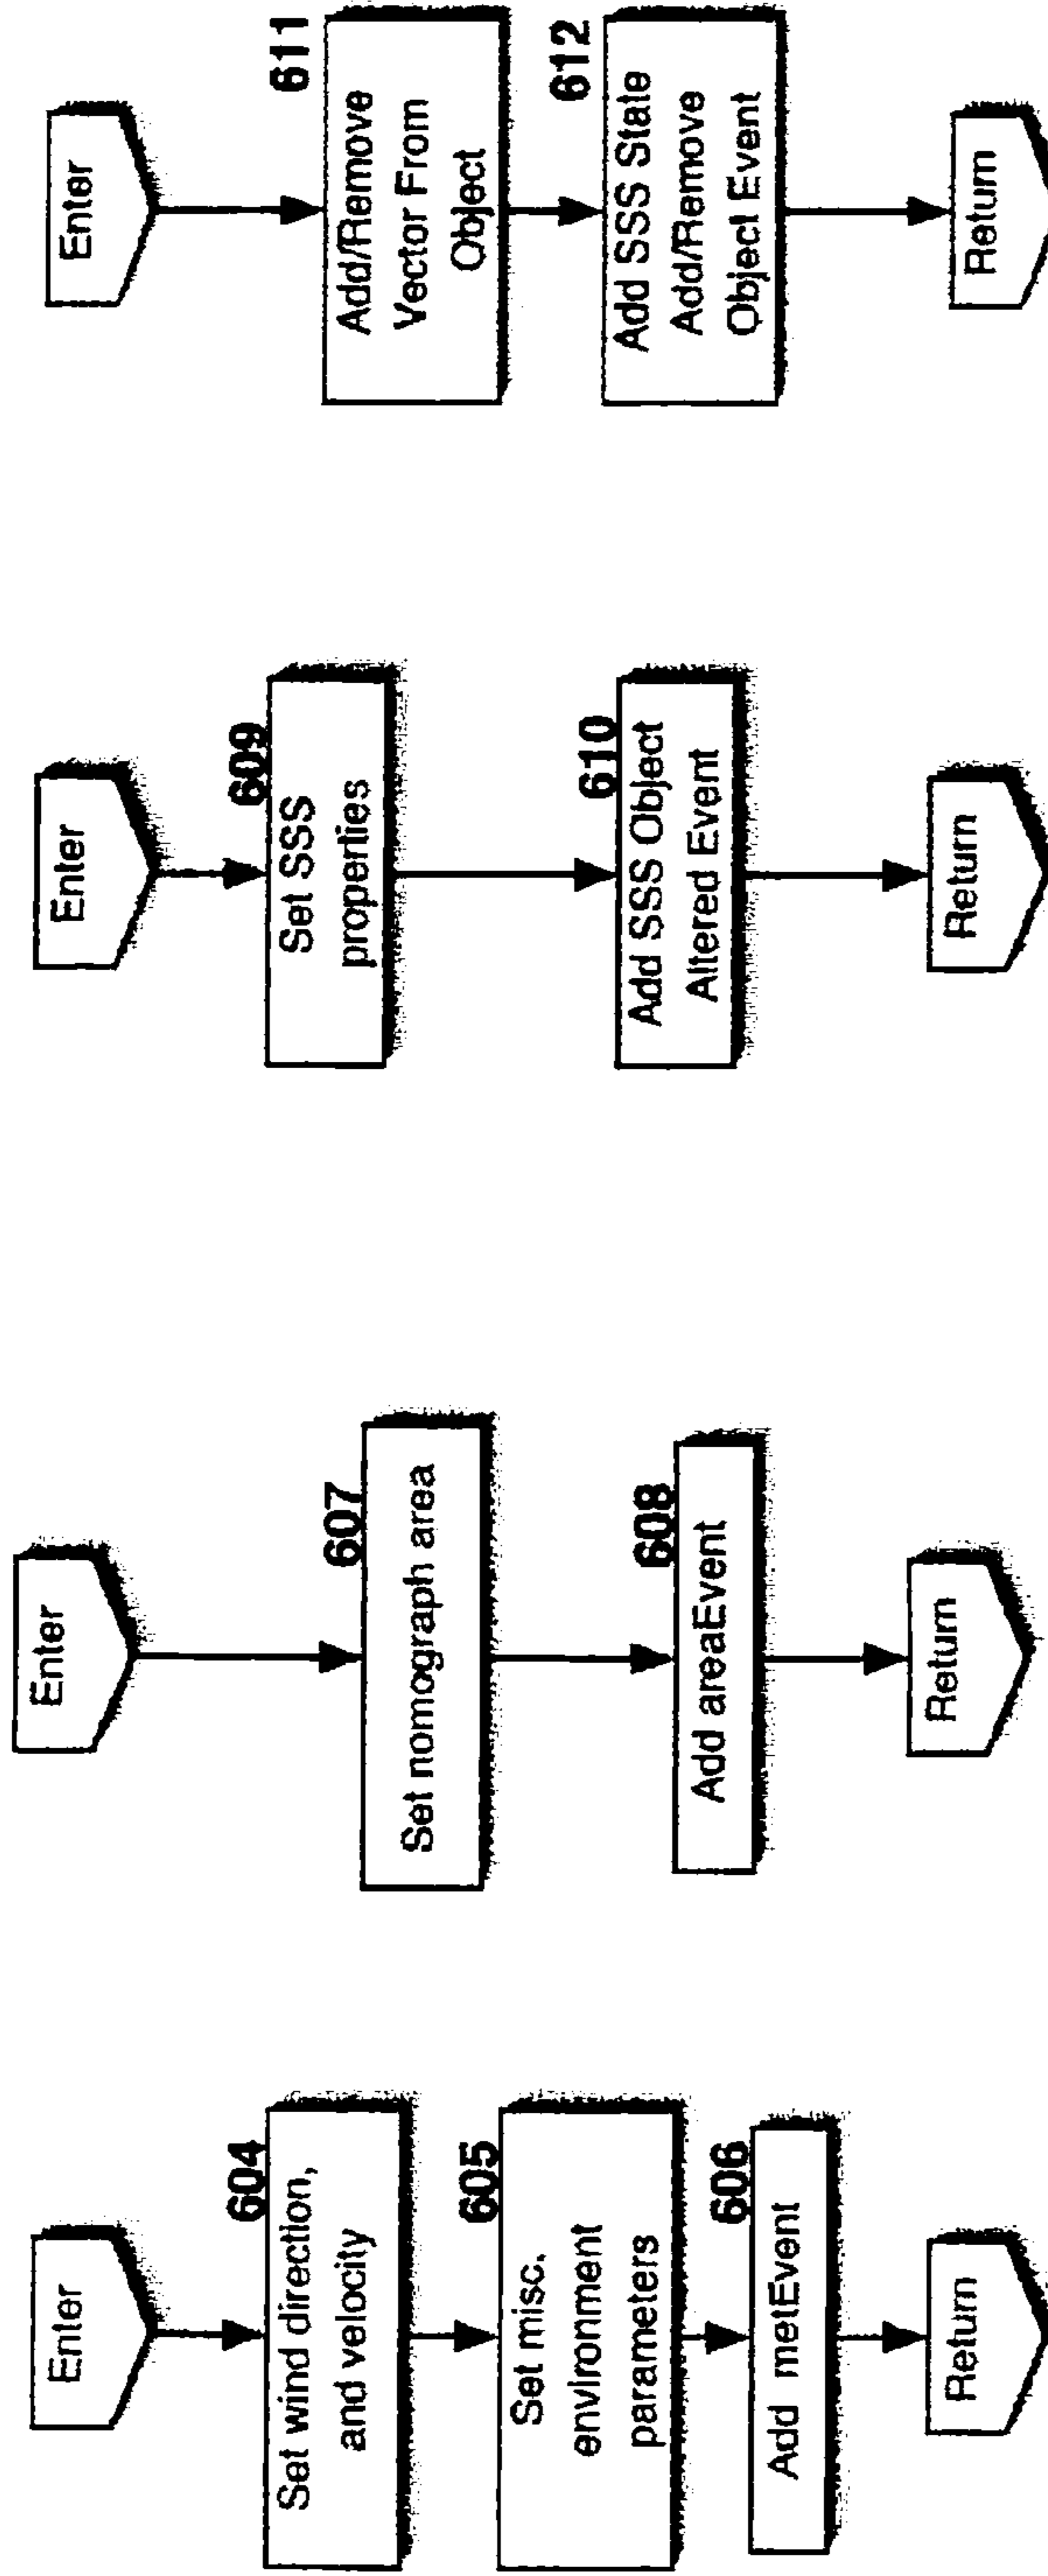 Enter
604
Set wind direction,
and velocity
605
Set misc.
environment
parameters
606
Add metEvent
Return
Enter
607
Set nomograph area
608
Add areaEvent
Return
Enter
609
Set SSS
properties
610
Add SSS Object
Altered Event
Return
Enter
611
Add/Remove
Vector From
Object
612
Add SSS State
Add/Remove
Object Event
Return